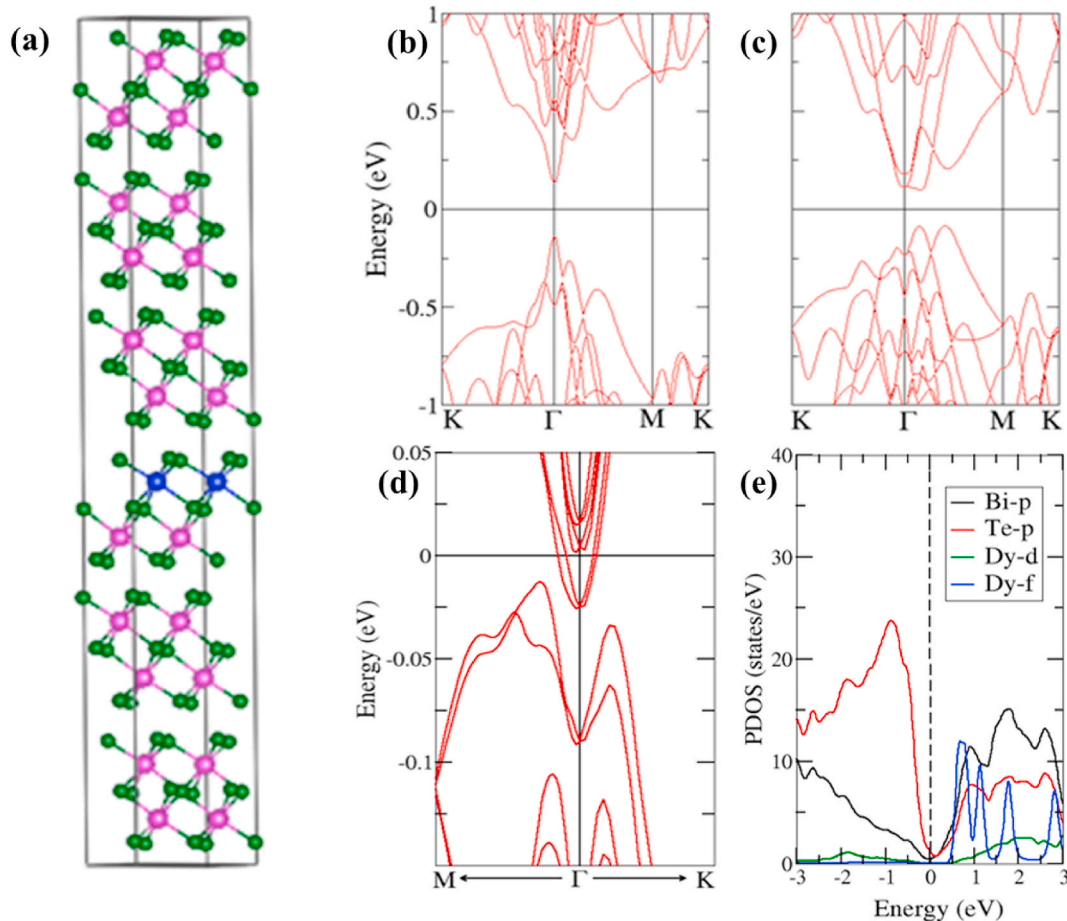 (a)
(b)
1
0.5
0
-0.5
-1
Energy (eV)
K Γ M K
(c)
K Γ M K
(d)
0.05
0
-0.05
-0.1
Energy (eV)
M Γ K
(e)
40
30
20
10
0
PDOS (states/eV)
Bi-p
Te-p
Dy-d
Dy-f
-3 -2 -1 0 1 2 3
Energy (eV)